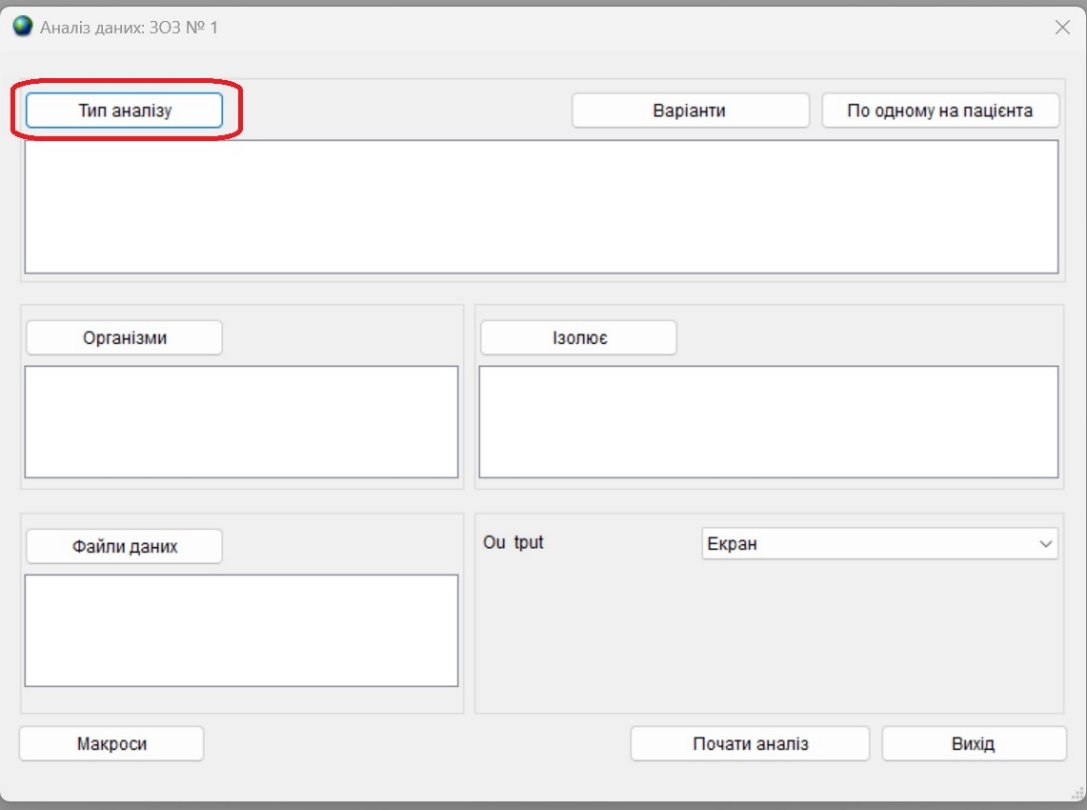 Аналіз даних: ЗОЗ № 1
Тип аналізу
Варіанти
По одному на пацієнта
Організми
Ізолює
Файли даних
Ou tput
Екран
Макроси
Почати аналіз
Вихід